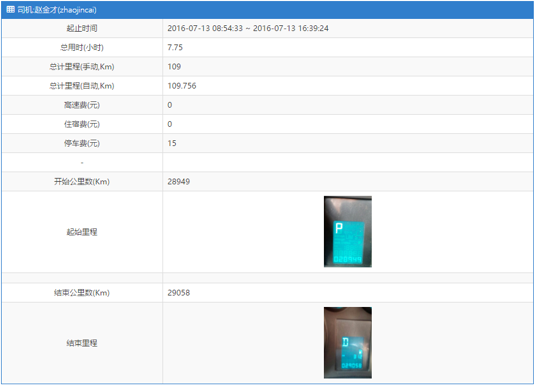 司机:赵金才(zhaojincai)
起止时间 2016-07-13 08:54:33 ~ 2016-07-13 16:39:24
总用时(小时) 7.75
总计里程(手动,Km) 109
总计里程(自动,Km) 109.756
高速费(元) 0
住宿费(元) 0
停车费(元) 15
-
开始公里数(Km) 28949
起始里程
P
结束公里数(Km) 29058
结束里程
D